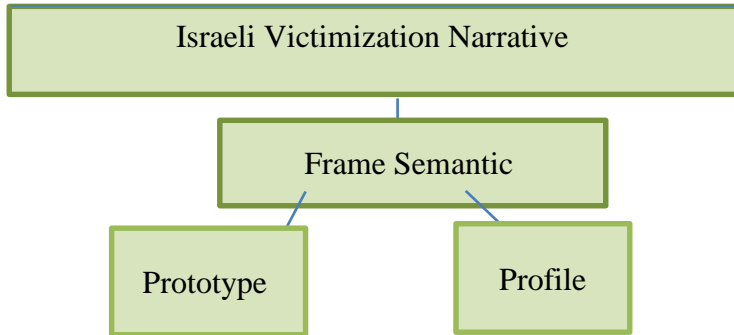 Israeli Victimization Narrative
Frame Semantic
Prototype
Profile